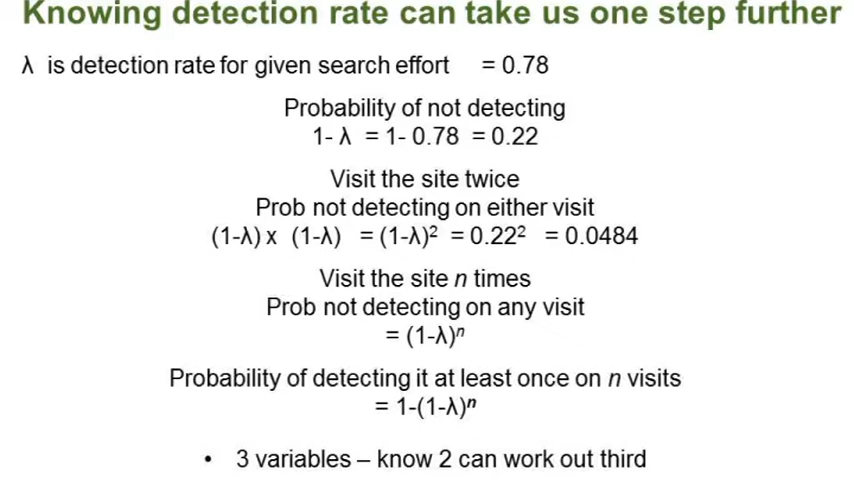 Knowing detection rate can take us one step further
λ is detection rate for given search effort = 0.78
Probability of not detecting
1- λ = 1- 0.78 = 0.22
Visit the site twice
Prob not detecting on either visit
(1-λ) x (1-λ) = (1-λ)² = 0.22² = 0.0484
Visit the site n times
Prob not detecting on any visit
= (1-λ)ⁿ
Probability of detecting it at least once on n visits
= 1-(1-λ)ⁿ
• 3 variables – know 2 can work out third